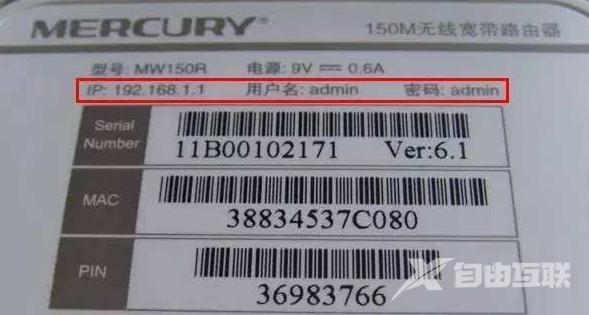 MERCURY 150M无线宽带路由器
型号: MW150R 电源: 9V 0.6A
IP: 192.168.1.1 用户名: admin 密码: admin
Serial Number 11B00102171 Ver:6.1
MAC 38834537C080
PIN 36983766
自由互联